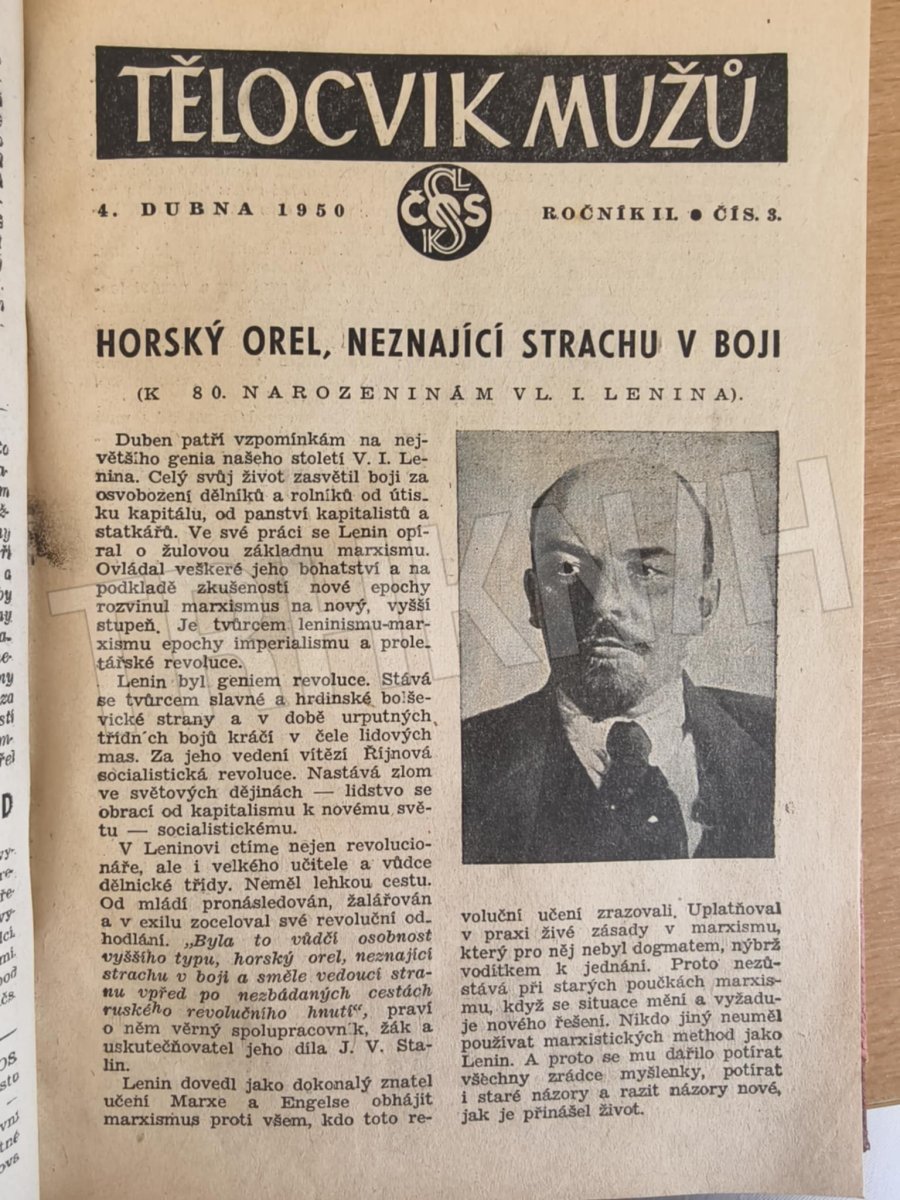 TĚLOCVIK MUŽŮ
4. DUBNA 1950
ČOS
L
K
ROČNÍK II. ● ČÍS. 3.
HORSKÝ OREL, NEZNAJÍCÍ STRACHU V BOJI
(K 80. NAROZENINÁM VL. I. LENINA).
Duben patří vzpomínkám na nej-
většího genia našeho století V. I. Le-
nina. Celý svůj život zasvětil boji za
osvobození dělníků a rolníků od útis-
ku kapitálu, od panství kapitalistů a
statkářů. Ve své práci se Lenin opí-
ral o žulovou základnu marxismu.
Ovládal veškeré jeho bohatství a na
podkladě zkušeností nové epochy
rozvinul marxismus na nový, vyšší
stupeň. Je tvůrcem leninismu-mar-
xismu epochy imperialismu a prole-
tářské revoluce.
Lenin byl geniem revoluce. Stává
se tvůrcem slavné a hrdinské bolše-
vické strany a v době urputných
třídn'ch bojů kráčí v čele lidových
mas. Za jeho vedení vítězí Říjnová
socialistická revoluce. Nastává zlom
ve světových dějinách — lidstvo se
obrací od kapitalismu k novému svě-
tu — socialistickému.
V Leninovi ctíme nejen revolucio-
náře, ale i velkého učitele a vůdce
dělnické třídy. Neměl lehkou cestu.
Od mládí pronásledován, žalářován
a v exilu zoceloval své revoluční od-
hodlání. „Byla to vůdčí osobnost
vyššího typu, horský orel, neznající
strachu v boji a směle vedoucí stra-
nu vpřed po nezbádaných cestách
ruského revolučního hnutí“, praví
o něm věrný spolupracovn'k, žák a
uskutečňovatel jeho díla J. V. Sta-
lin.
Lenin dovedl jako dokonalý znatel
učení Marxe a Engelse obhájit
marxismus proti všem, kdo toto re-
voluční učení zrazovali. Uplatňoval
v praxi živé zásady v marxismu,
který pro něj nebyl dogmatem, nýbrž
vodítkem k jednání. Proto nezů-
stává při starých poučkách marxis-
mu, když se situace mění a vyžadu-
je nového řešení. Nikdo jiný neuměl
používat marxistických method jako
Lenin. A proto se mu dařilo potírat
všechny zrádce myšlenky, potírat
i staré názory a razit názory nové,
jak je přinášel život.